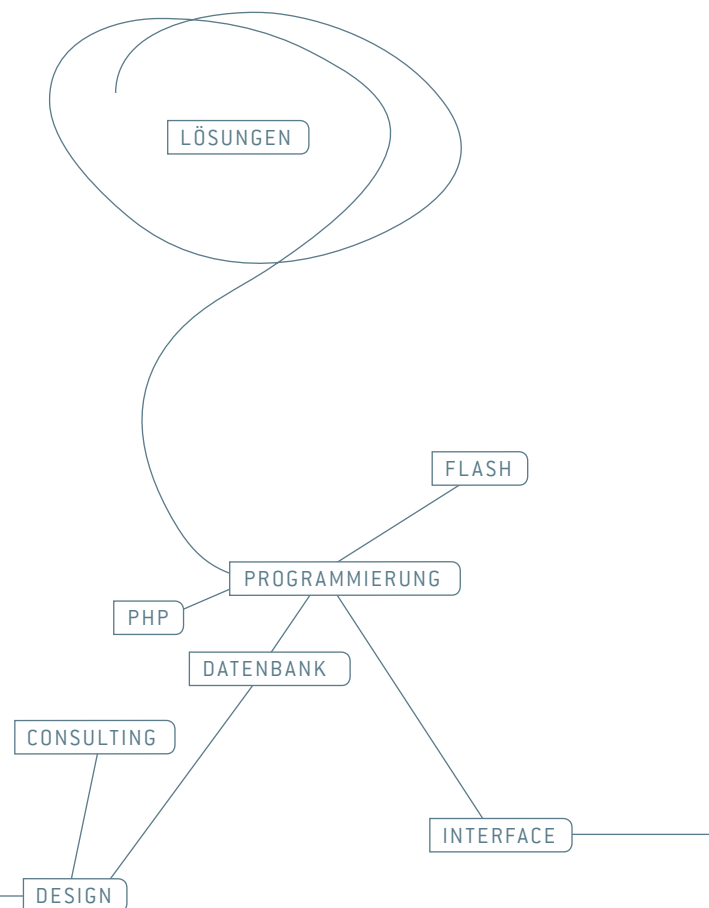 LÖSUNGEN
FLASH
PROGRAMMIERUNG
PHP
DATENBANK
CONSULTING
INTERFACE
DESIGN